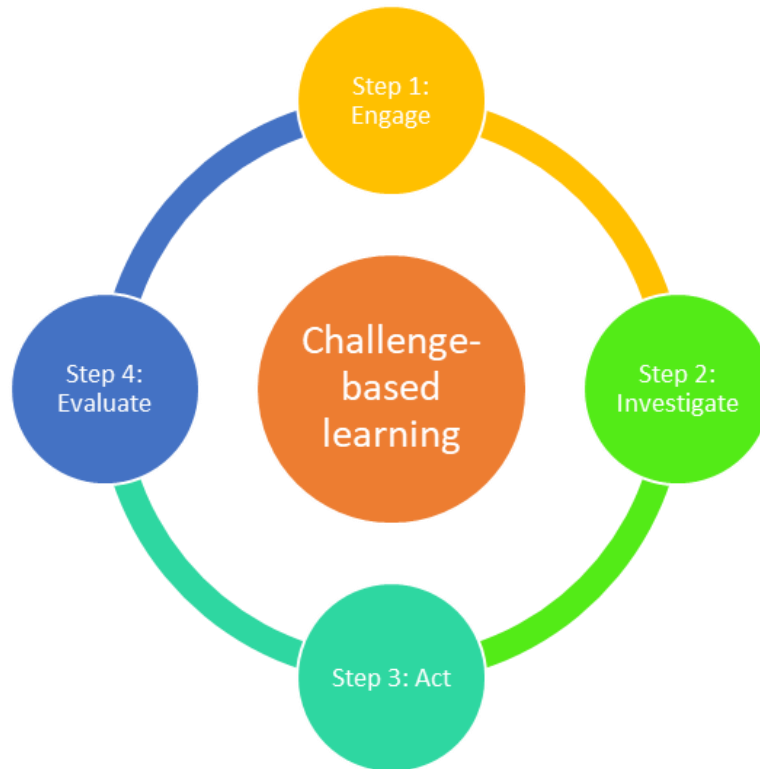 Step 1:
Engage
Challenge-
based
learning
Step 2:
Investigate
Step 3: Act
Step 4:
Evaluate